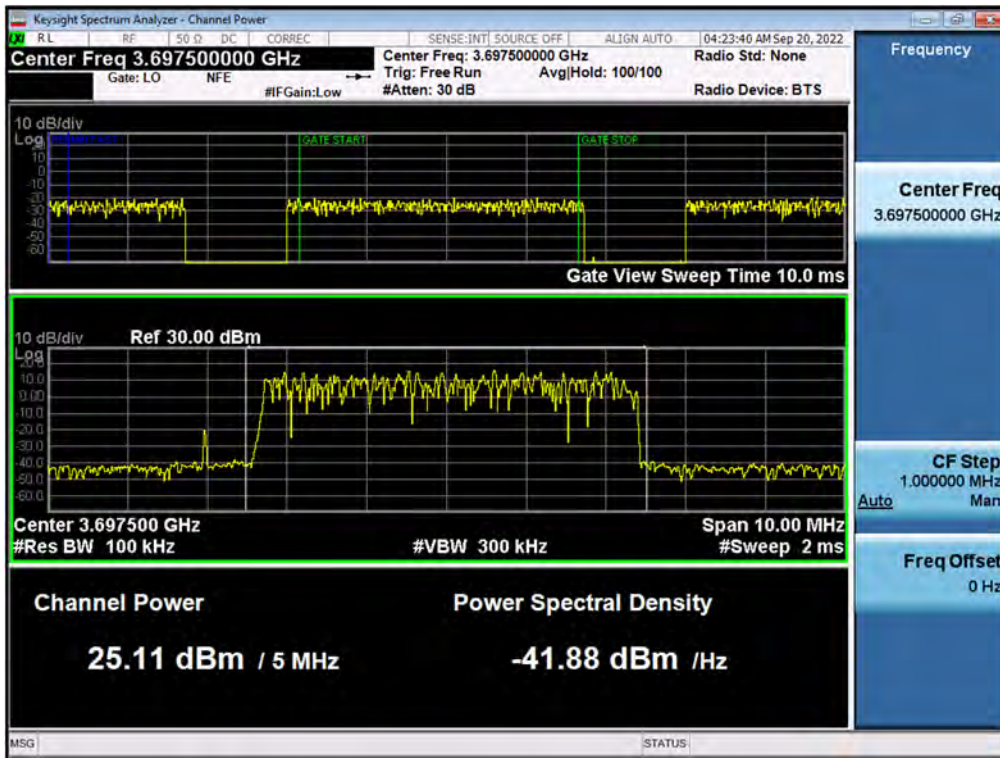 Keysight Spectrum Analyzer - Channel Power
LXI RL RF 50 Ω DC CORREC SENSE:INT SOURCE OFF ALIGN AUTO 04:23:40 AM Sep 20, 2022
Center Freq 3.697500000 GHz
Gate: LO NFE
#IFGain:Low
Center Freq: 3.697500000 GHz
Trig: Free Run Avg|Hold: 100/100
#Atten: 30 dB
Radio Std: None
Radio Device: BTS
Frequency
10 dB/div
Log
GATE START GATE STOP
10
0
-10
-20
-30
-40
-50
-60
Gate View Sweep Time 10.0 ms
Center Freq
3.697500000 GHz
10 dB/div Ref 30.00 dBm
Log
20.0
10.0
0.00
-10.0
-20.0
-30.0
-40.0
-50.0
-60.0
Center 3.697500 GHz Span 10.00 MHz
#Res BW 100 kHz #VBW 300 kHz #Sweep 2 ms
CF Step
1.000000 MHz
Auto Man
Freq Offset
0 Hz
Channel Power Power Spectral Density
25.11 dBm / 5 MHz -41.88 dBm /Hz
MSG STATUS